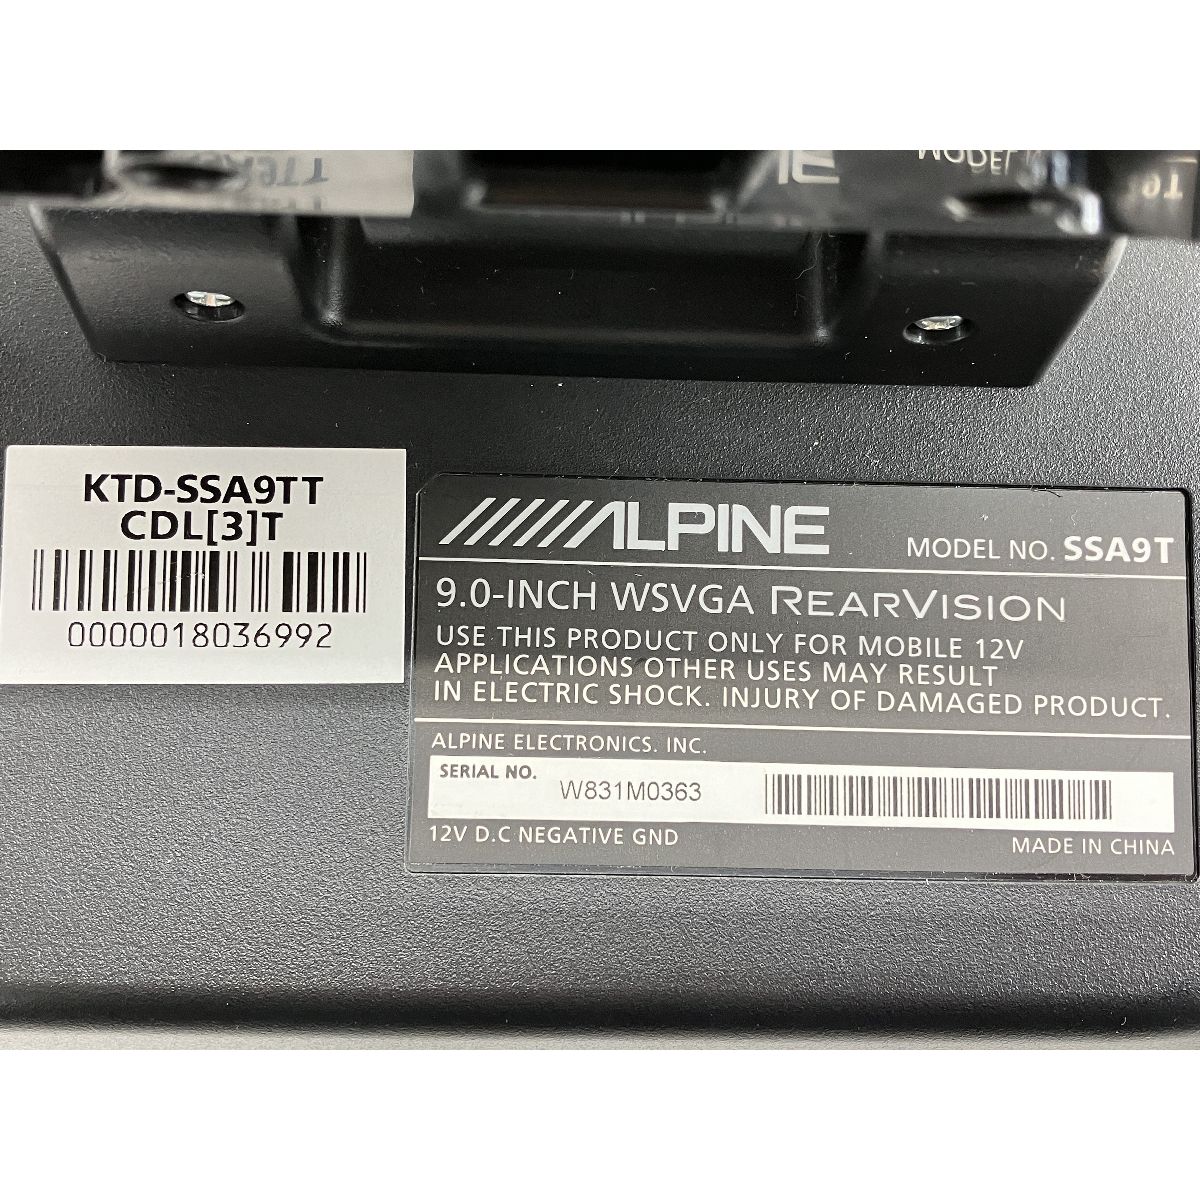 KTD-SSA9TT
CDL[3]T
0000018036992
ALPINE
MODEL NO. SSA9T
9.0-INCH WSVGA REARVISION
USE THIS PRODUCT ONLY FOR MOBILE 12V
APPLICATIONS OTHER USES MAY RESULT
IN ELECTRIC SHOCK. INJURY OF DAMAGED PRODUCT.
ALPINE ELECTRONICS. INC.
SERIAL NO. W831M0363
12V D.C NEGATIVE GND
MADE IN CHINA